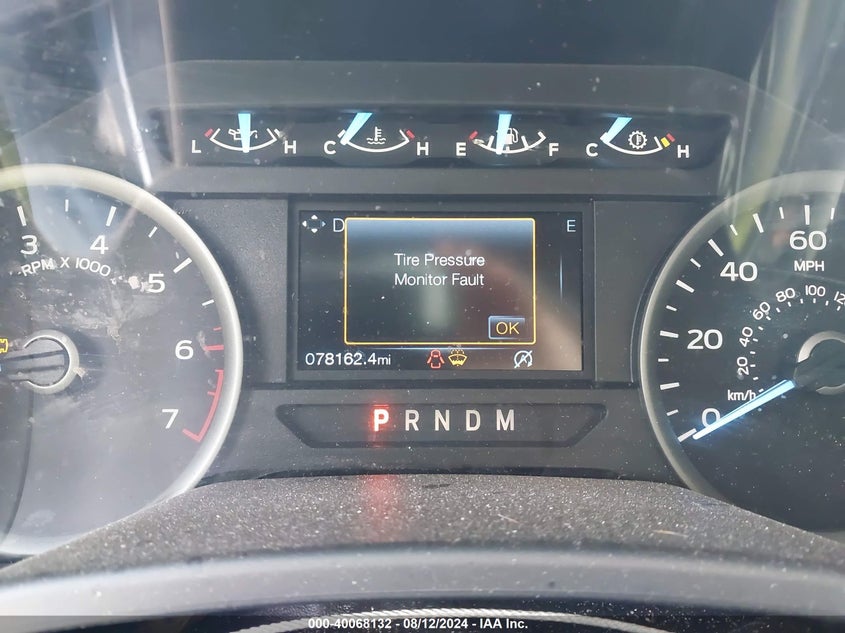 L H C H E F C H
D E
Tire Pressure
Monitor Fault
OK
078162.4mi
P R N D M
3 4 5 6 7
RPM X 1000
0 20 40 60
MPH
20 40 60 80 100
km/h
000-40068132 - 08/12/2024 - IAA Inc.